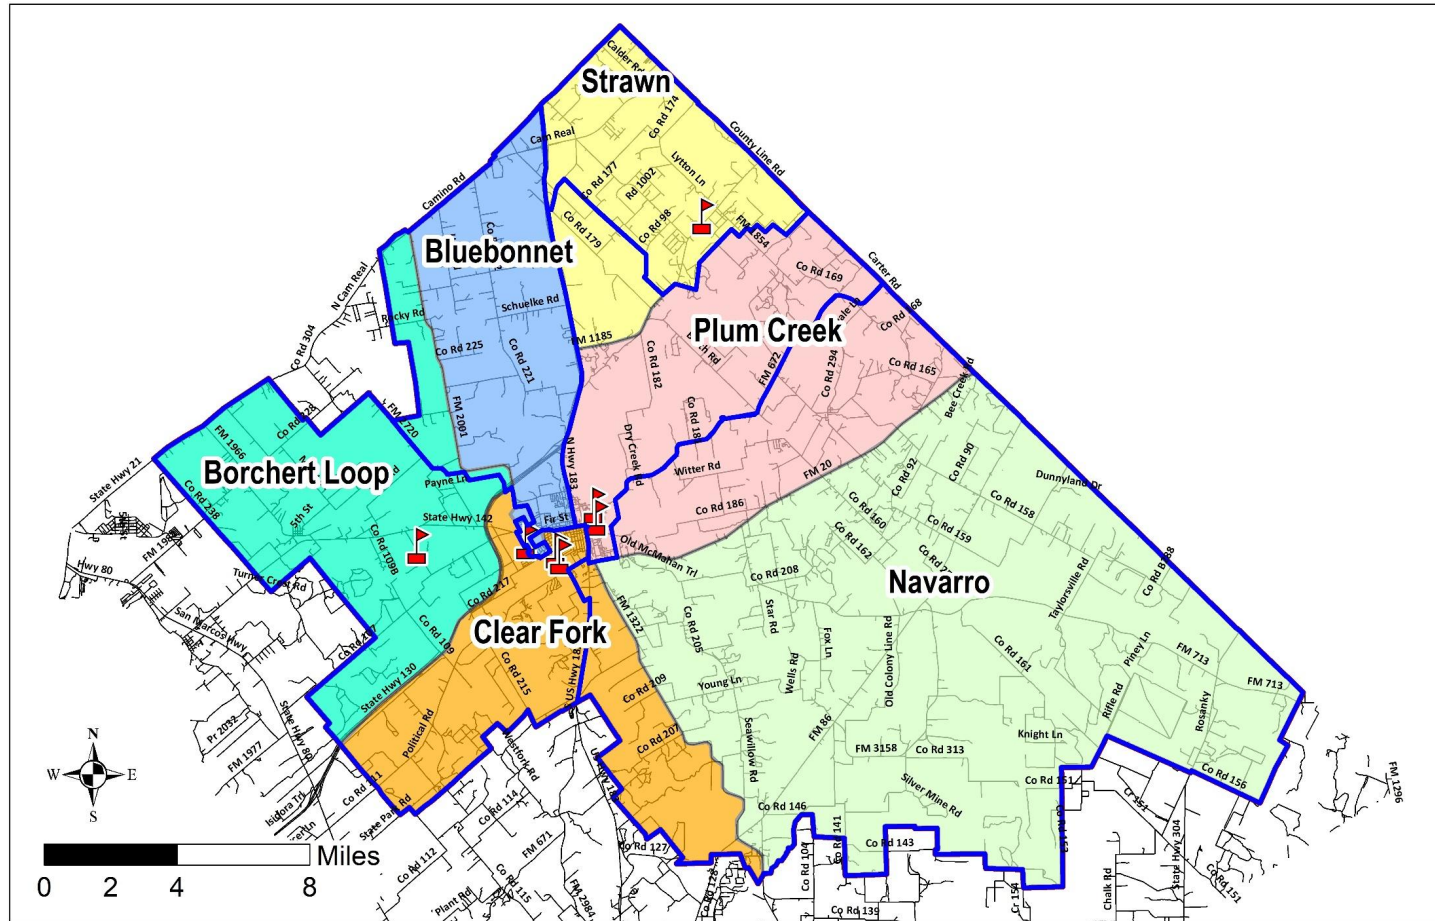 Calder Rd
Strawn
Co Rd 174
County Line Rd
Cam Real
Lytton Ln
Co Rd 177
Rd 1002
Camino Rd
Co Rd 98
FM 1854
Co Rd 179
Bluebonnet
Carter Rd
N Cam Real
Co Rd 169
Schuelke Rd
Rocky Rd
Co Rd 304
FM 1185
Plum Creek
Co Rd 225
Co Rd 221
Co Rd 182
FM 672
Co Rd 294
Co Rd 165
Bee Creek Rd
FM 2001
FM 2720
FM 1966
Co Rd 238
State Hwy 21
Borchert Loop
Payne Ln
N Hwy 183
Dry Creek Rd
Witter Rd
FM 20
Co Rd 92
Co Rd 90
Dunnyland Dr
5th St
State Hwy 142
Fir St
Co Rd 186
Co Rd 158
Co Rd 160
Co Rd 159
Co Rd 162
Hwy 80
Co Rd 109B
Old McMahan Trl
Co Rd 208
Navarro
Turner Crest Rd
Co Rd 217
San Marcos Hwy
Clear Fork
FM 1322
Co Rd 205
Star Rd
Fox Ln
Old Colony Line Rd
Taylorsville Rd
Co Rd 109
Co Rd 161
Piney Ln
FM 713
FM 713
State Hwy 130
Co Rd 215
Co Rd 209
Young Ln
Wells Rd
Rifle Rd
Rosanky
Pr 2032
FM 1977
State Hwy 80
Political Rd
Westfork Rd
Co Rd 207
Seawillow Rd
FM 86
FM 3158
Co Rd 313
Knight Ln
N
W
E
S
Co Rd 151
Co Rd 156
FM 1296
Isidora Trl
State Park Rd
Co Rd 114
Co Rd 146
Silver Mine Rd
Cr 151
FM 671
Co Rd 127
Co Rd 104
Co Rd 141
Co Rd 143
State Hwy 304
Co Rd 151
Miles
0 2 4 8
Co Rd 112
Co Rd 115
Plant Rd
FM 2984
Co Rd 128
Co Rd 139
Cr 154
Chalk Rd